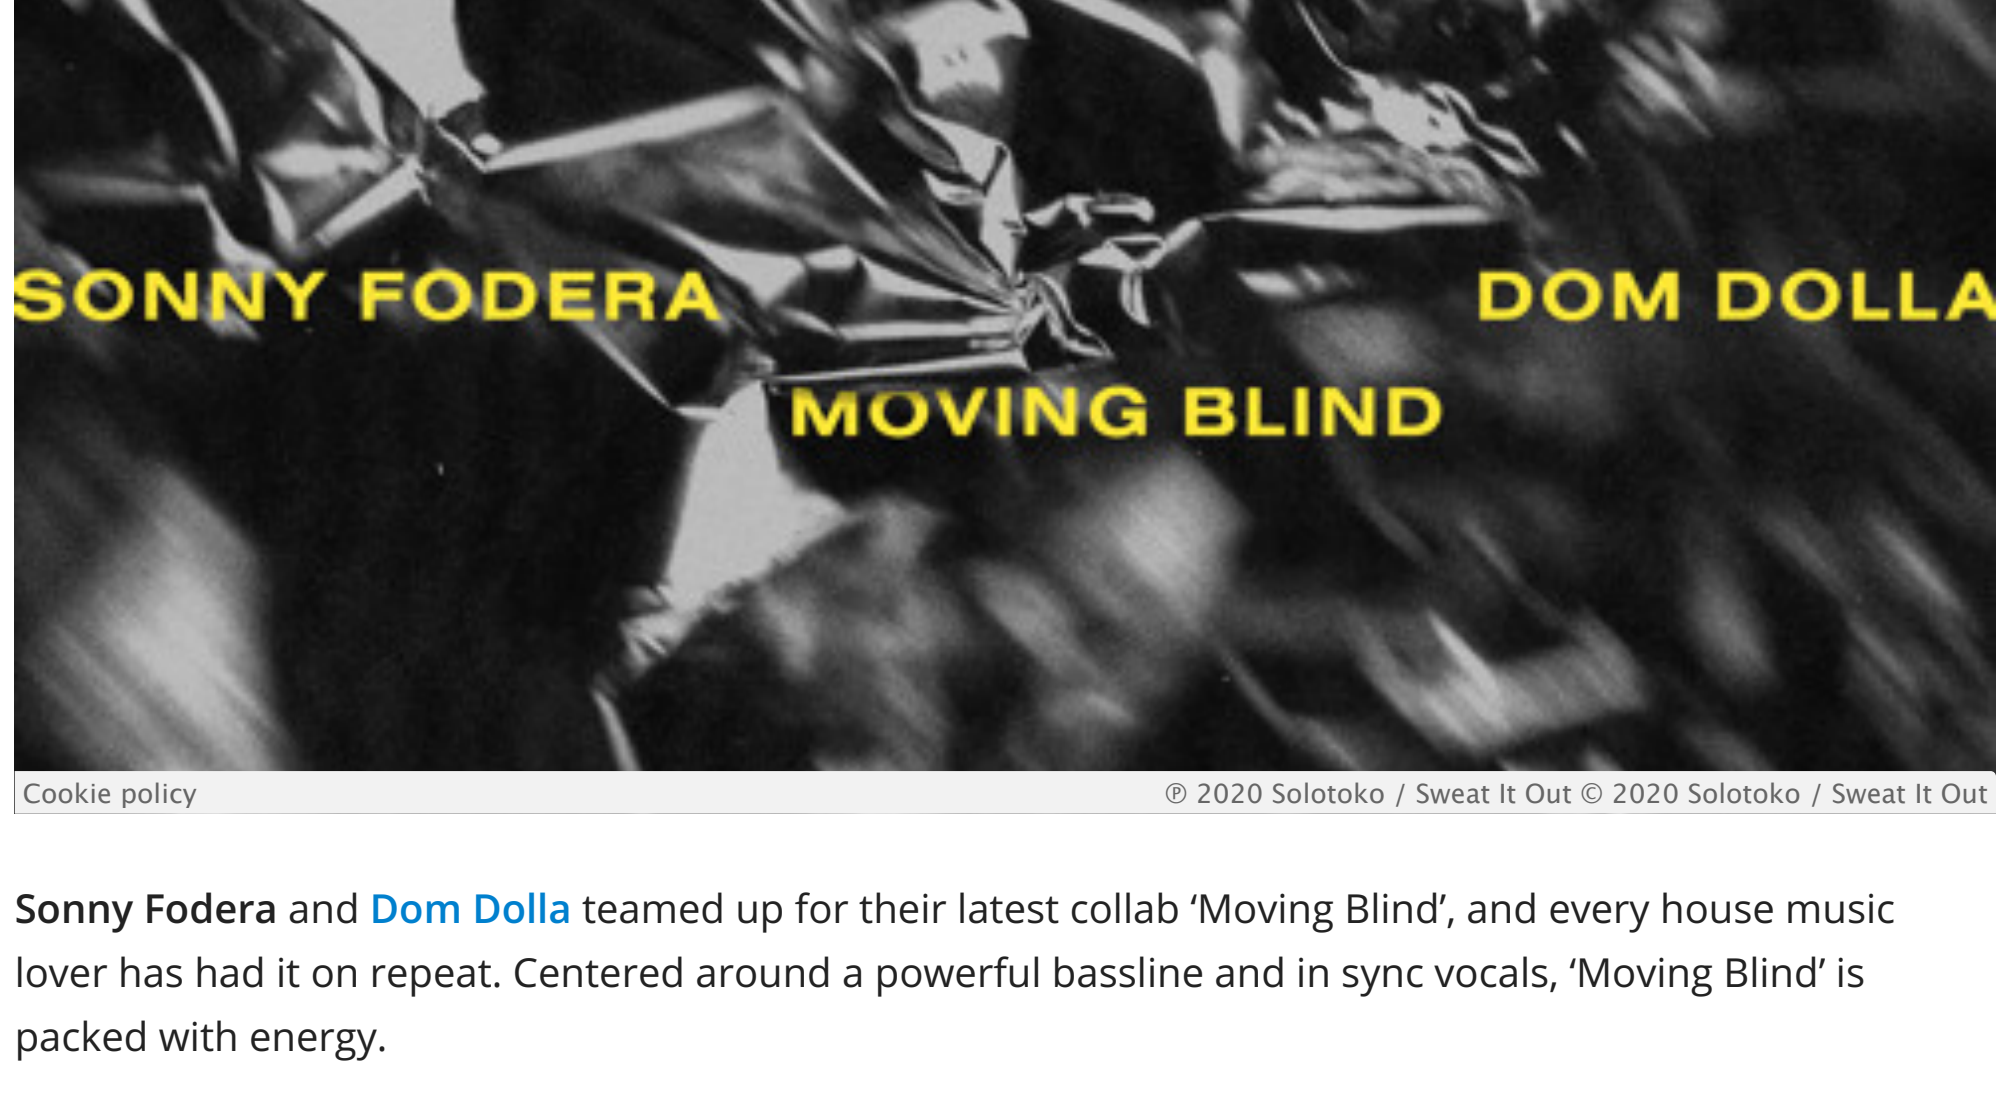 SONNY FODERA DOM DOLLA
MOVING BLIND
Cookie policy ℗ 2020 Solotoko / Sweat It Out © 2020 Solotoko / Sweat It Out
Sonny Fodera and Dom Dolla teamed up for their latest collab ‘Moving Blind’, and every house music
lover has had it on repeat. Centered around a powerful bassline and in sync vocals, ‘Moving Blind’ is
packed with energy.